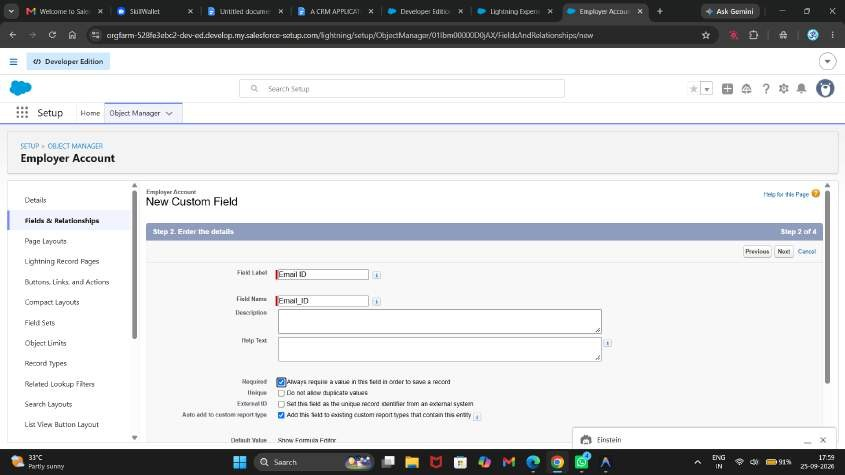 Welcome to Sales
SkillWallet
Untitled docume
A CRM APPLICAT
Developer Editio
Lightning Experi
Employer Accou
Ask Gemini
orgfarm-528fe3ebc2-dev-ed.develop.my.salesforce-setup.com/lightning/setup/ObjectManager/01Ibm00000D0jAX/FieldsAndRelationships/new
Developer Edition
Search Setup
Setup
Home
Object Manager
SETUP > OBJECT MANAGER
Employer Account
Details
Fields & Relationships
Page Layouts
Lightning Record Pages
Buttons, Links, and Actions
Compact Layouts
Field Sets
Object Limits
Record Types
Related Lookup Filters
Search Layouts
List View Button Layout
Employer Account
New Custom Field
Help for this Page
Step 2. Enter the details
Step 2 of 4
Previous
Next
Cancel
Field Label
Email ID
Field Name
Email_ID
Description
Help Text
Required
Always require a value in this field in order to save a record
Unique
Do not allow duplicate values
External ID
Set this field as the unique record identifier from an external system
Auto add to custom report type
Add this field to existing custom report types that contain this entity
Default Value
Show Formula Editor
Einstein
33°C
Partly sunny
Search
ENG
IN
91%
17:59
25-09-2026